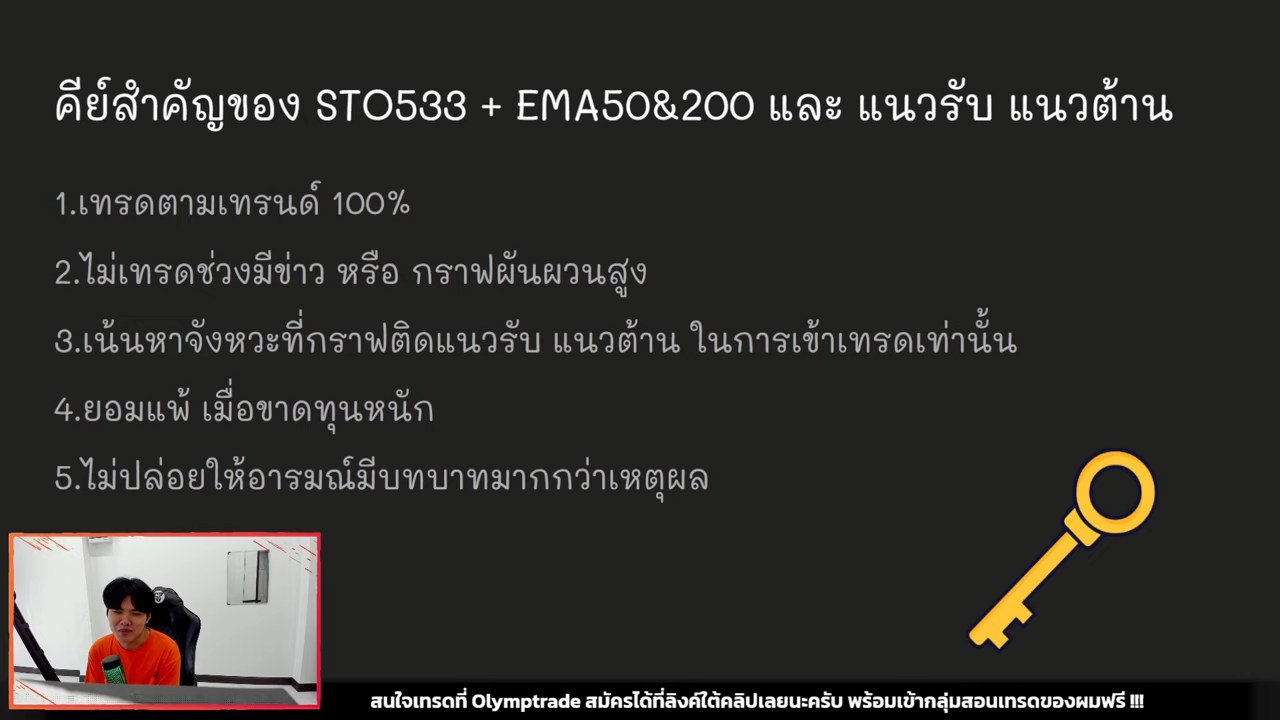 คีย์สำคัญของ STO533 + EMA50&200 และ แนวรับ แนวต้าน
1.เทรดตามเทรนด์ 100%
2.ไม่เทรดช่วงมีข่าว หรือ กราฟผันผวนสูง
3.เน้นหาจังหวะที่กราฟติดแนวรับ แนวต้าน ในการเข้าเทรดเท่านั้น
4.ยอมแพ้ เมื่อขาดทุนหนัก
5.ไม่ปล่อยให้อารมณ์มีบทบาทมากกว่าเหตุผล
สนใจเทรดที่ Olymptrade สมัครได้ที่ลิงค์ใต้คลิปเลยนะครับ พร้อมเข้ากลุ่มสอนเทรดของผมฟรี !!!